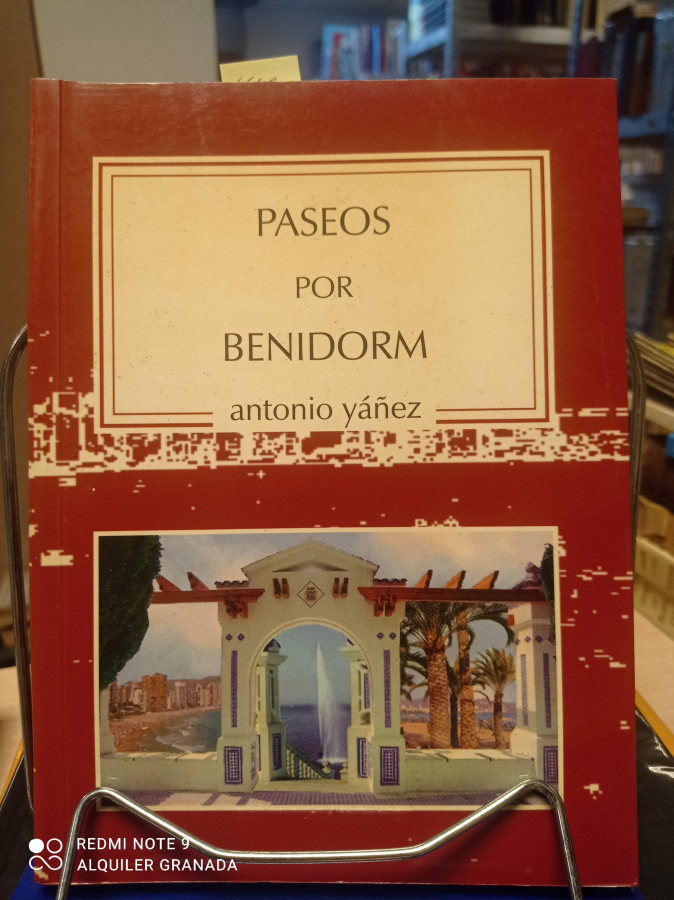 PASEOS
POR
BENIDORM
antonio yáñez
REDMI NOTE 9
ALQUILER GRANADA